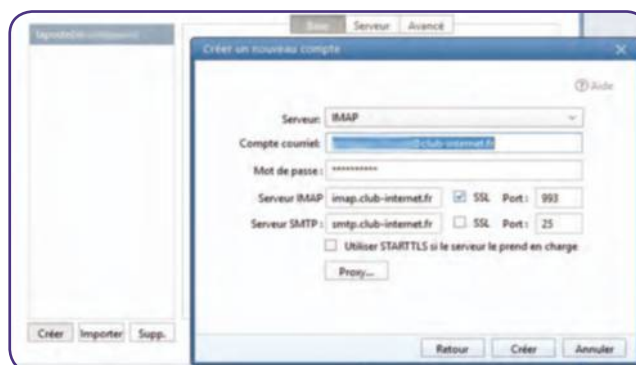 Base Serveur Avancé
Créer un nouveau compte
Aide
Serveur: IMAP
Compte courriel: @club-internet.fr
Mot de passe : **********
Serveur IMAP imap.club-internet.fr SSL Port : 993
Serveur SMTP : smtp.club-internet.fr SSL Port : 25
Utiliser STARTTLS si le serveur le prend en charge
Proxy...
Créer Importer Supp.
Retour Créer Annuler